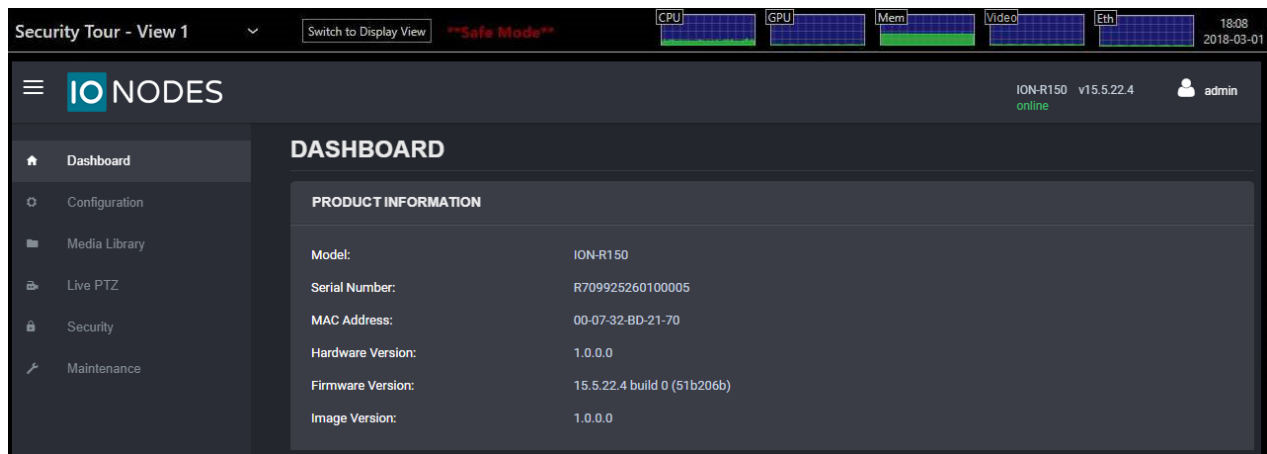 Security Tour - View 1
Switch to Display View
**Safe Mode**
CPU
GPU
Mem
Video
Eth
18:08
2018-03-01
IO NODES
ION-R150 v15.5.22.4
online
admin
Dashboard
Configuration
Media Library
Live PTZ
Security
Maintenance
DASHBOARD
PRODUCT INFORMATION
Model: ION-R150
Serial Number: R709925260100005
MAC Address: 00-07-32-BD-21-70
Hardware Version: 1.0.0.0
Firmware Version: 15.5.22.4 build 0 (51b206b)
Image Version: 1.0.0.0